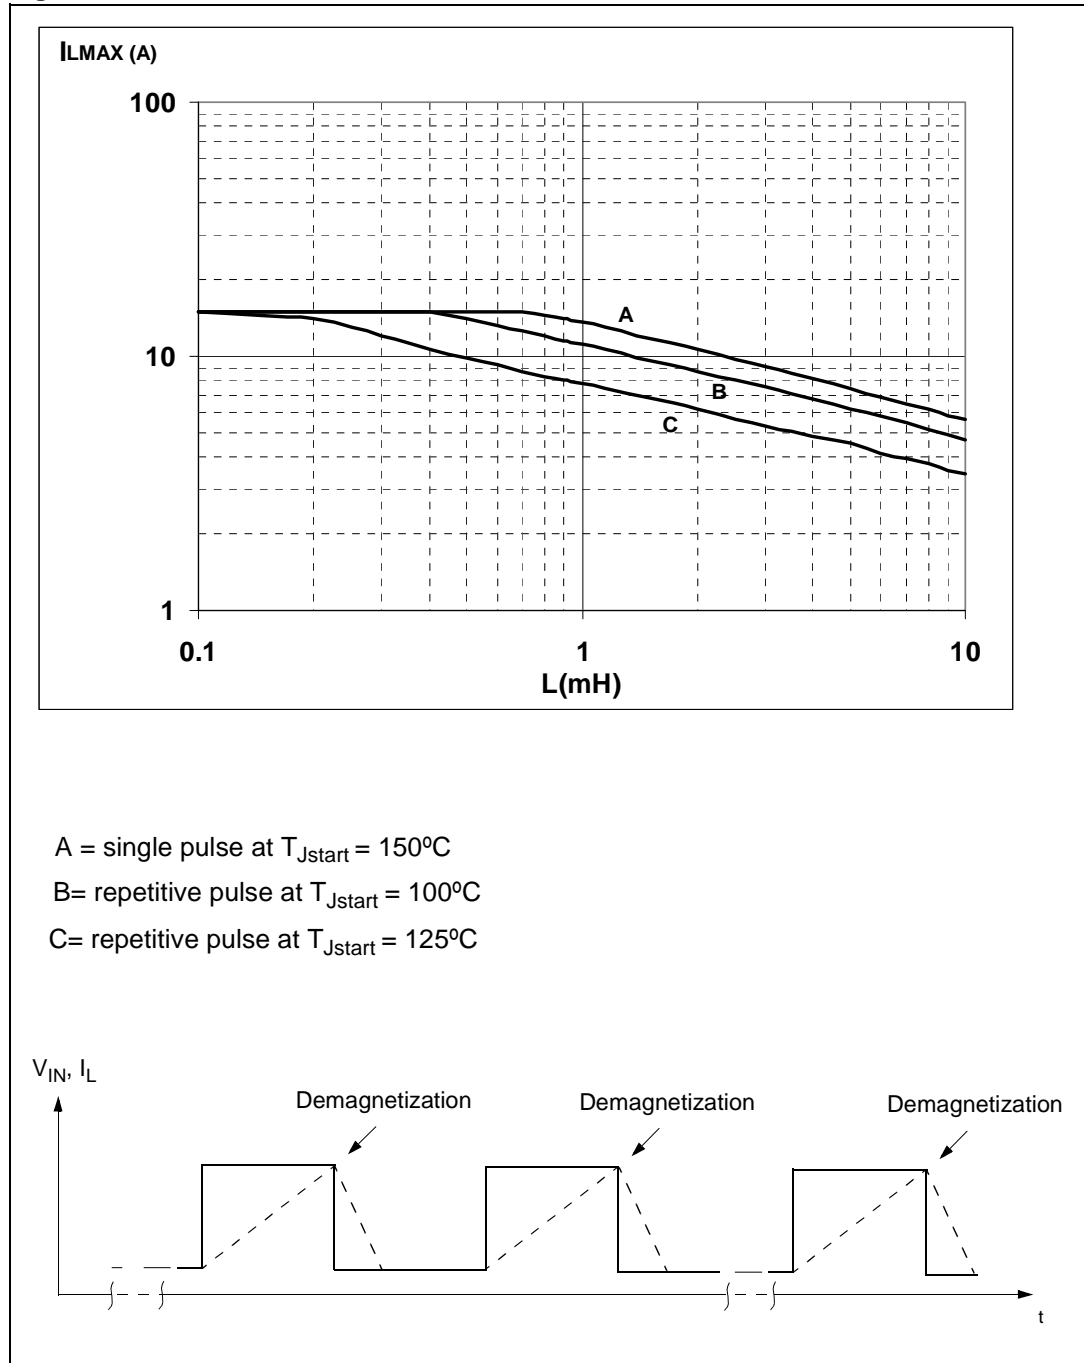 ILMAX (A)
100
10
1
A
B
C
0.1 1 10
L(mH)
A = single pulse at TJstart = 150ºC
B= repetitive pulse at TJstart = 100ºC
C= repetitive pulse at TJstart = 125ºC
VIN, IL
Demagnetization Demagnetization Demagnetization
t